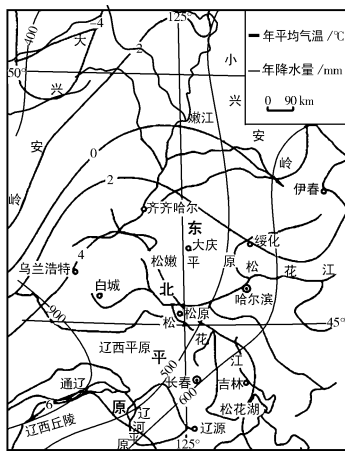 125°
年平均气温/℃
年降水量/mm
0 90 km
400
-4
-2
大
兴
安
岭
50°
小
兴
安
岭
嫩江
0
2
伊春
齐齐哈尔
绥化
东
大庆
松嫩
平
原
松
花
江
4
乌兰浩特
白城
北
哈尔滨
松原
松
45°
900
辽西平原
平
花
江
500
600
通辽
长春
吉林
6
原
松花湖
辽西丘陵
辽
河
平
原
辽源
125°